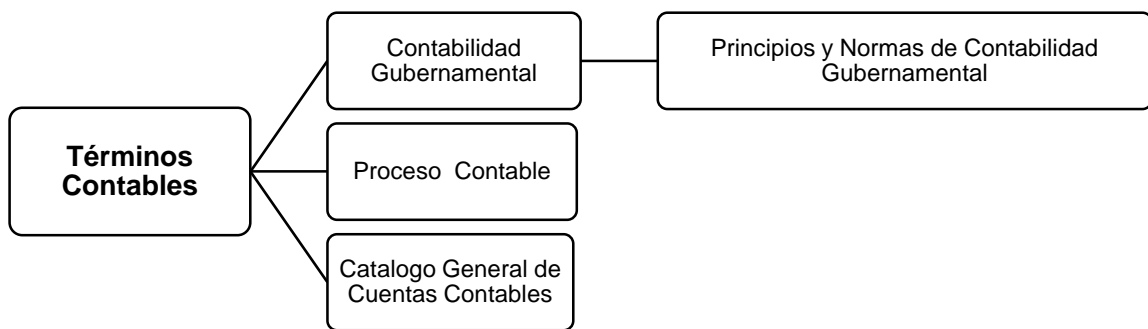 Términos
Contables
Contabilidad
Gubernamental
Principios y Normas de Contabilidad
Gubernamental
Proceso Contable
Catalogo General de
Cuentas Contables